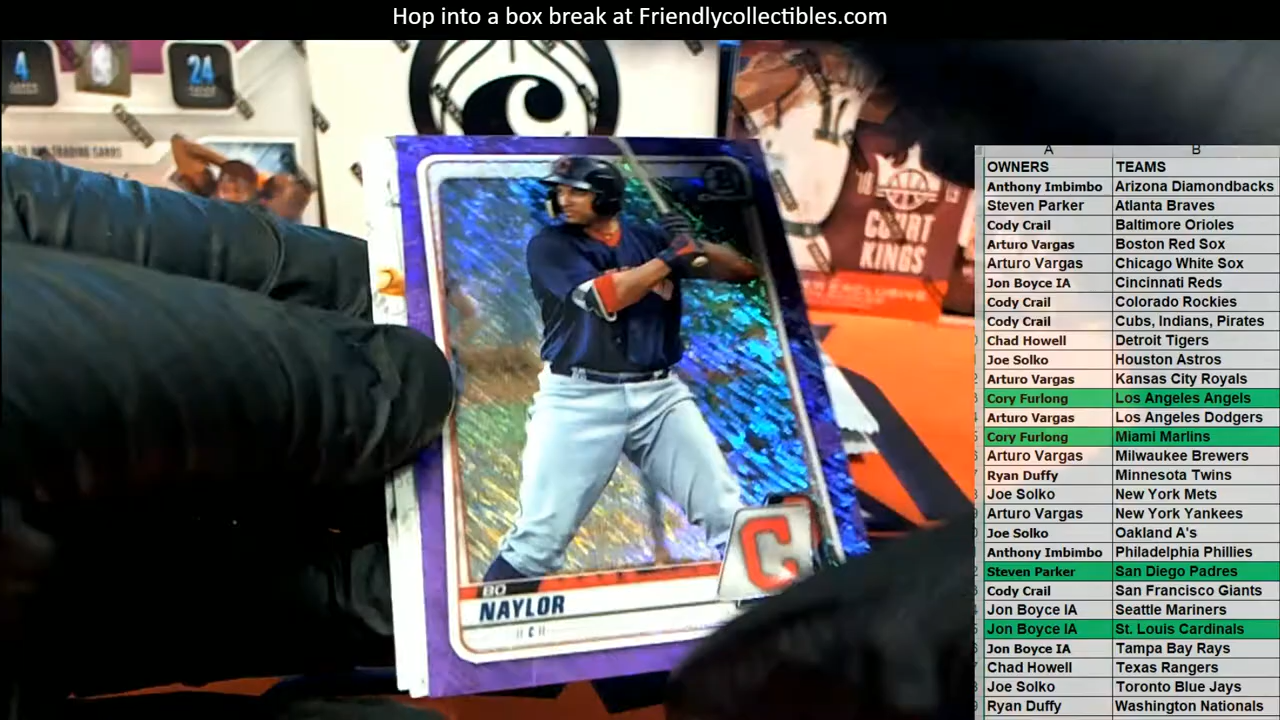 Hop into a box break at Friendlycollectibles.com
4
24
TRADING CARDS
COURT
KINGS
BO
NAYLOR
C
C
A B
OWNERS TEAMS
Anthony Imbimbo Arizona Diamondbacks
Steven Parker Atlanta Braves
Cody Crail Baltimore Orioles
Arturo Vargas Boston Red Sox
Arturo Vargas Chicago White Sox
Jon Boyce IA Cincinnati Reds
Cody Crail Colorado Rockies
Cody Crail Cubs, Indians, Pirates
Chad Howell Detroit Tigers
Joe Solko Houston Astros
Arturo Vargas Kansas City Royals
Cory Furlong Los Angeles Angels
Arturo Vargas Los Angeles Dodgers
Cory Furlong Miami Marlins
Arturo Vargas Milwaukee Brewers
Ryan Duffy Minnesota Twins
Joe Solko New York Mets
Arturo Vargas New York Yankees
Joe Solko Oakland A's
Anthony Imbimbo Philadelphia Phillies
Steven Parker San Diego Padres
Cody Crail San Francisco Giants
Jon Boyce IA Seattle Mariners
Jon Boyce IA St. Louis Cardinals
Jon Boyce IA Tampa Bay Rays
Chad Howell Texas Rangers
Joe Solko Toronto Blue Jays
Ryan Duffy Washington Nationals